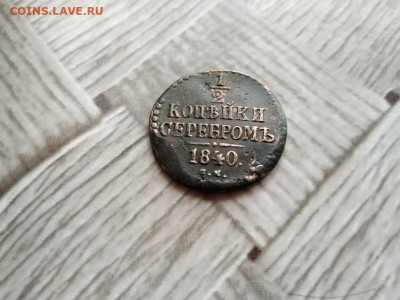 COINS.LAVE.RU
1
2
КОПѢЙКИ
СЕРЕБРОМЪ
1840.